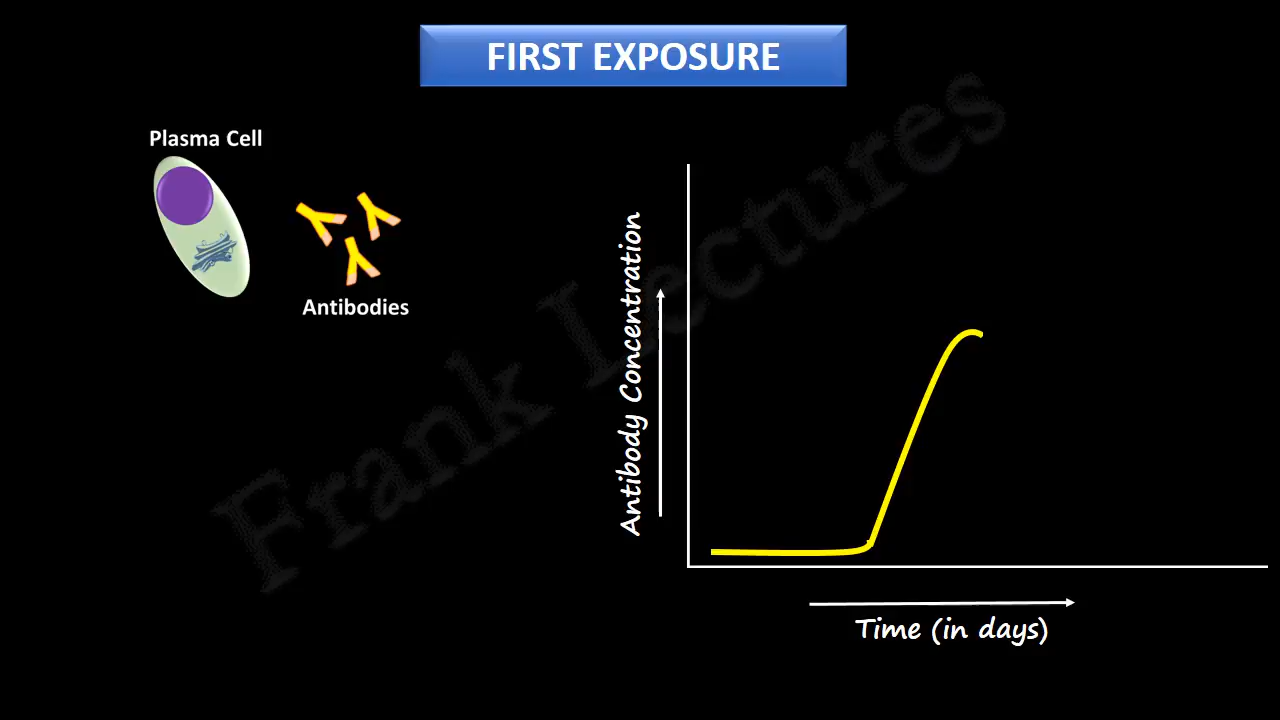 FIRST EXPOSURE
Plasma Cell
Antibodies
Antibody Concentration
Time (in days)
Frank Lectures